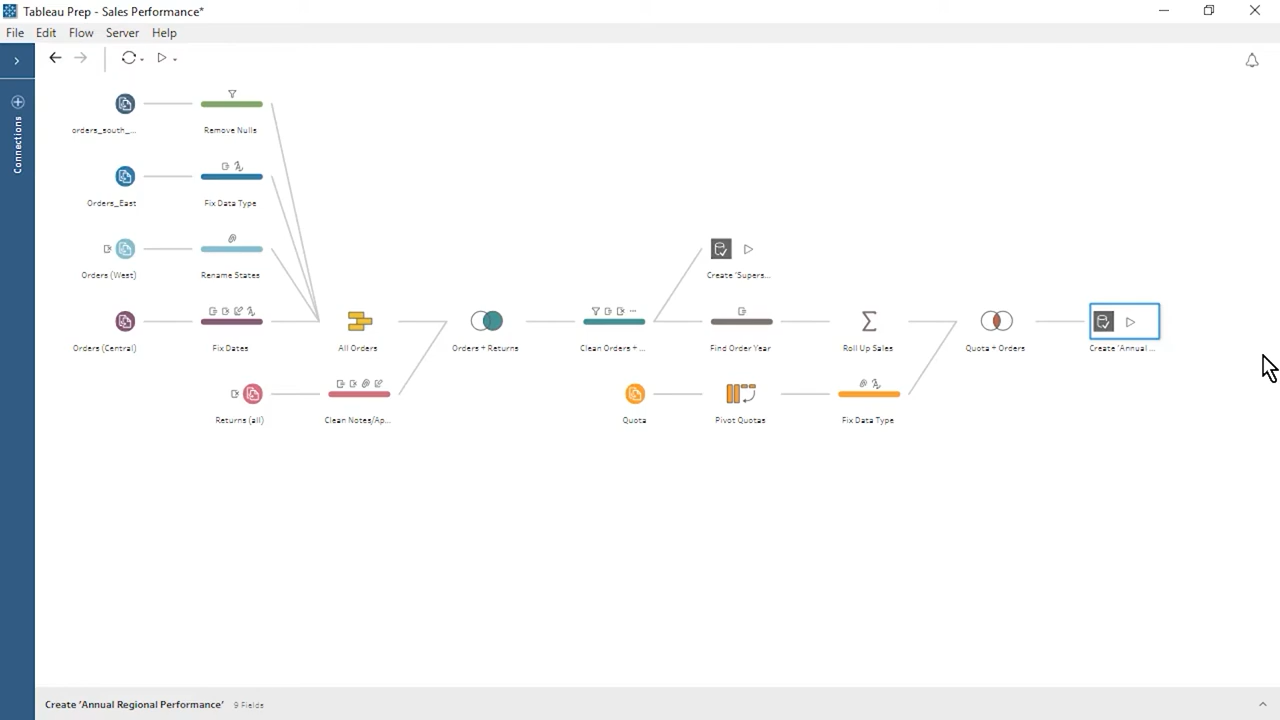 Tableau Prep - Sales Performance*
File Edit Flow Server Help
Connections
orders_south_...
Remove Nulls
Orders_East
Fix Data Type
Orders (West)
Rename States
Create 'Supers...
Orders (Central)
Fix Dates
All Orders
Orders + Returns
Clean Orders + ...
Find Order Year
Roll Up Sales
Quota + Orders
Create 'Annual ...
Returns (all)
Clean Notes/Ap...
Quota
Pivot Quotas
Fix Data Type
Create 'Annual Regional Performance' 9 Fields